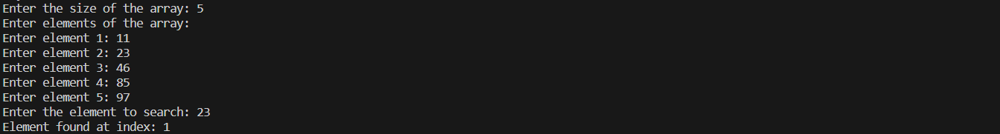 Enter the size of the array: 5
Enter elements of the array:
Enter element 1: 11
Enter element 2: 23
Enter element 3: 46
Enter element 4: 85
Enter element 5: 97
Enter the element to search: 23
Element found at index: 1